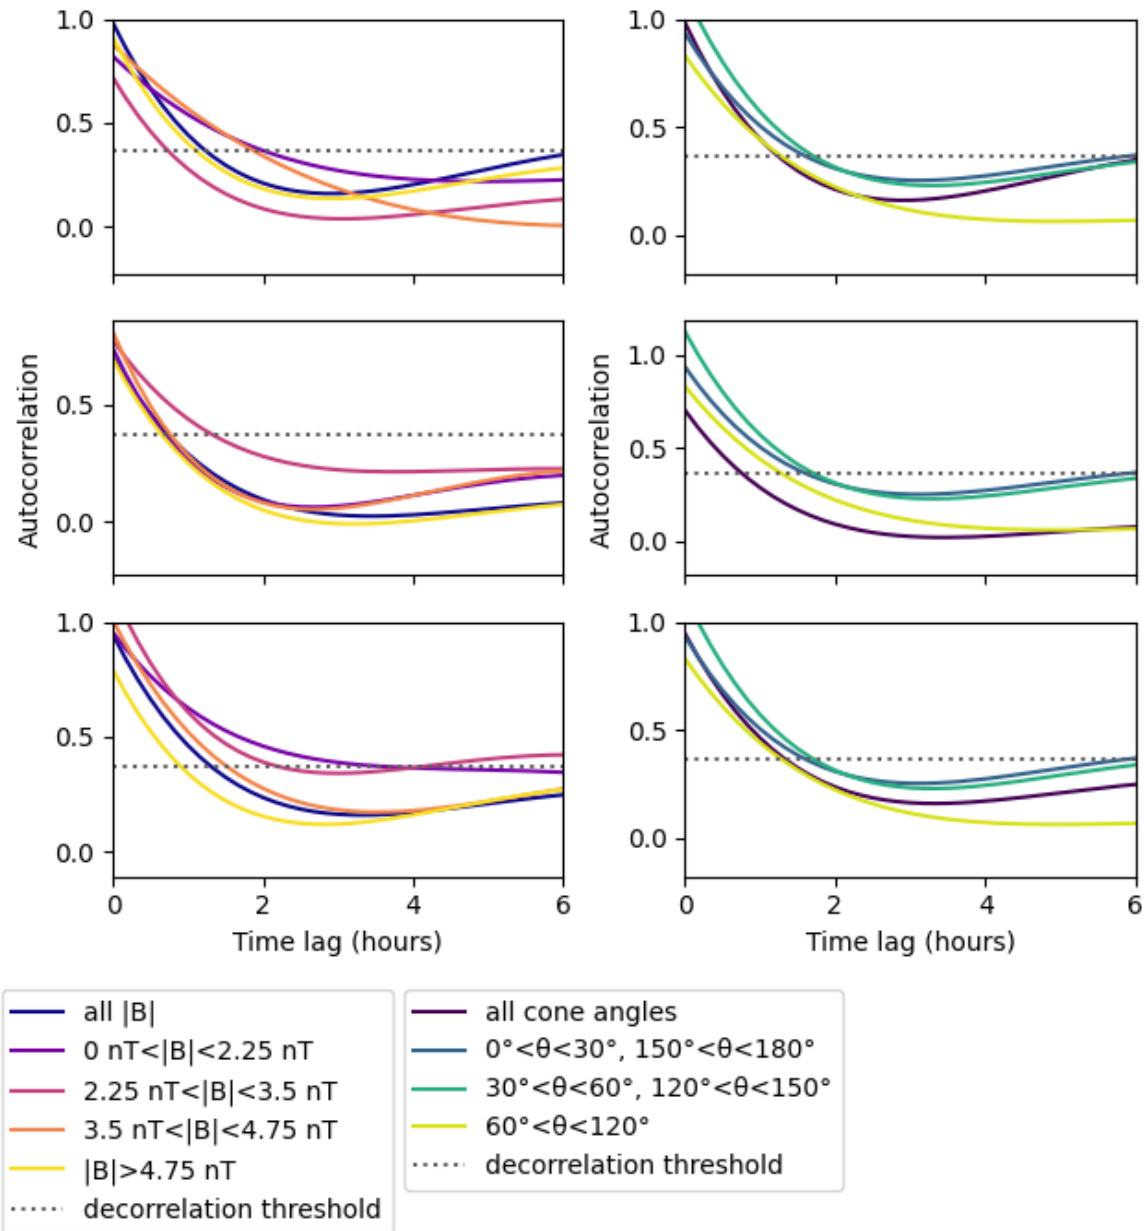 1.0
0.5
0.0
1.0
0.5
0.0
Autocorrelation
0.5
0.0
Autocorrelation
1.0
0.5
0.0
1.0
0.5
0.0
0 2 4 6
Time lag (hours)
1.0
0.5
0.0
0 2 4 6
Time lag (hours)
all |B|
0 nT<|B|<2.25 nT
2.25 nT<|B|<3.5 nT
3.5 nT<|B|<4.75 nT
|B|>4.75 nT
decorrelation threshold
all cone angles
0°<θ<30°, 150°<θ<180°
30°<θ<60°, 120°<θ<150°
60°<θ<120°
decorrelation threshold